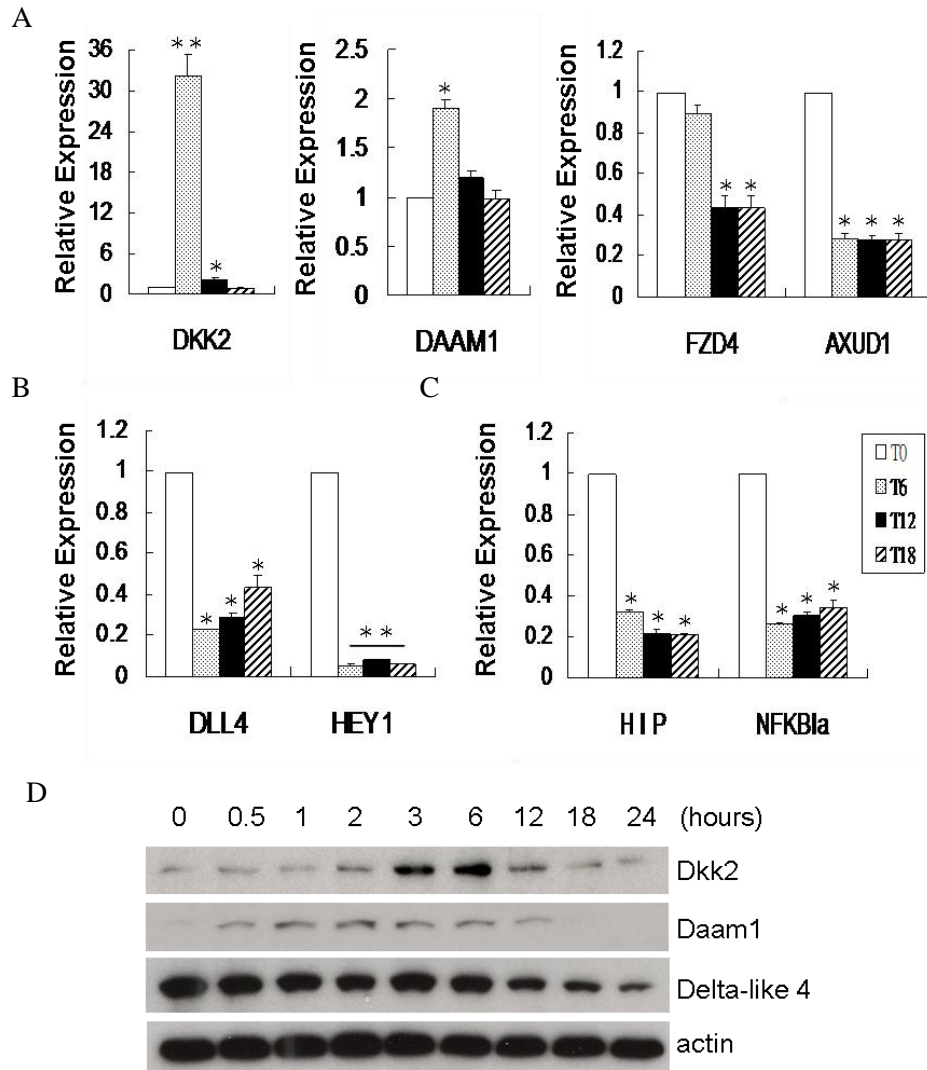 A
Relative Expression
36
30
24
18
12
6
0
* *
*
DKK2
Relative Expression
2.5
2
1.5
1
0.5
0
*
DAAM1
Relative Expression
1.2
1
0.8
0.6
0.4
0.2
0
* *
* * *
FZD4 AXUD1
B
Relative Expression
1.2
1
0.8
0.6
0.4
0.2
0
* * *
* *
DLL4 HEY1
C
Relative Expression
1.2
1
0.8
0.6
0.4
0.2
0
* * *
* * *
HIP NFKBIa
T0
T6
T12
T18
D
0 0.5 1 2 3 6 12 18 24 (hours)
Dkk2
Daam1
Delta-like 4
actin